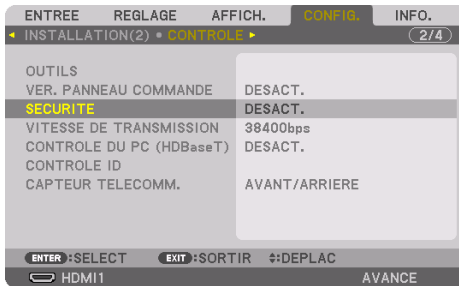 ENTREE REGLAGE AFFICH. CONFIG. INFO.
◂ INSTALLATION(2) • CONTROLE ▸ 2/4
OUTILS
VER. PANNEAU COMMANDE DESACT.
SECURITE DESACT.
VITESSE DE TRANSMISSION 38400bps
CONTROLE DU PC (HDBaseT) DESACT.
CONTROLE ID
CAPTEUR TELECOMM. AVANT/ARRIERE
ENTER :SELECT EXIT :SORTIR ♦:DEPLAC
HDMI1 AVANCE